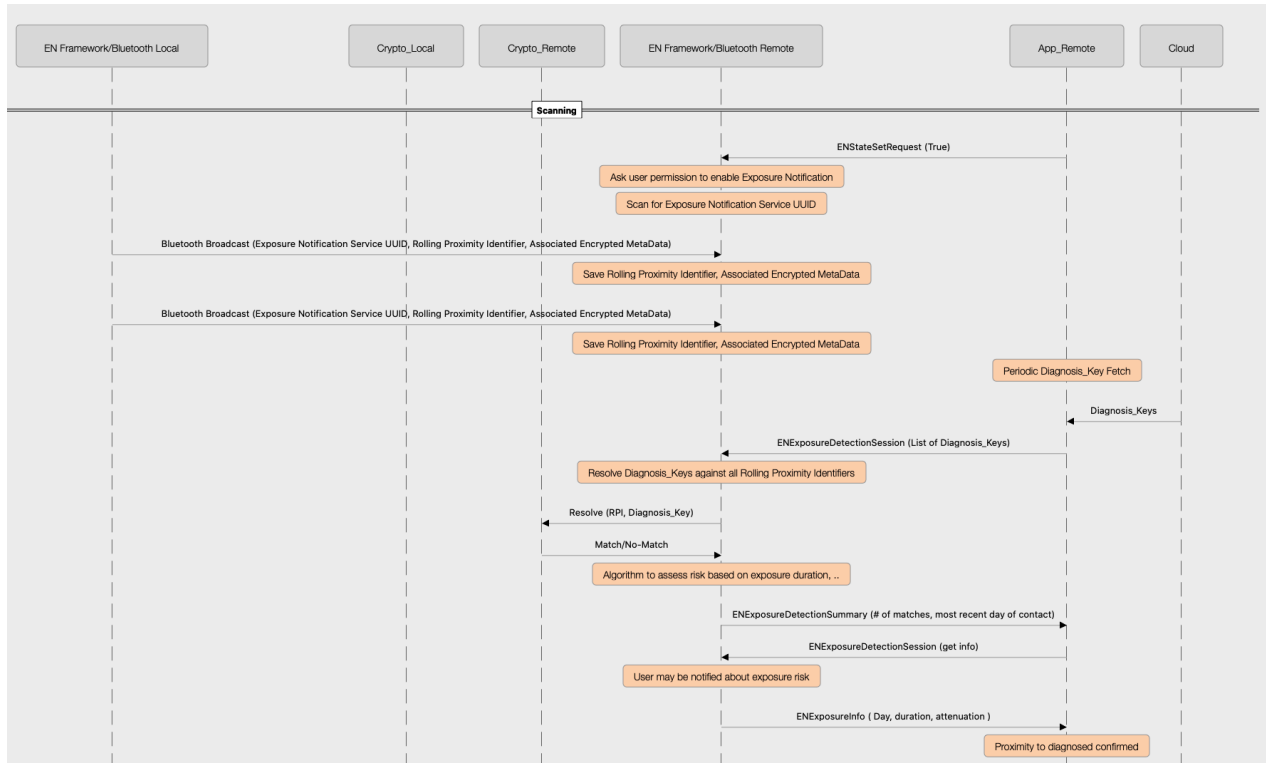 EN Framework/Bluetooth Local
Crypto_Local
Crypto_Remote
EN Framework/Bluetooth Remote
App_Remote
Cloud
Scanning
ENStateSetRequest (True)
Ask user permission to enable Exposure Notification
Scan for Exposure Notification Service UUID
Bluetooth Broadcast (Exposure Notification Service UUID, Rolling Proximity Identifier, Associated Encrypted MetaData)
Save Rolling Proximity Identifier, Associated Encrypted MetaData
Bluetooth Broadcast (Exposure Notification Service UUID, Rolling Proximity Identifier, Associated Encrypted MetaData)
Save Rolling Proximity Identifier, Associated Encrypted MetaData
Periodic Diagnosis_Key Fetch
Diagnosis_Keys
ENExposureDetectionSession (List of Diagnosis_Keys)
Resolve Diagnosis_Keys against all Rolling Proximity Identifiers
Resolve (RPI, Diagnosis_Key)
Match/No-Match
Algorithm to assess risk based on exposure duration, ..
ENExposureDetectionSummary (# of matches, most recent day of contact)
ENExposureDetectionSession (get info)
User may be notified about exposure risk
ENExposureInfo ( Day, duration, attenuation )
Proximity to diagnosed confirmed